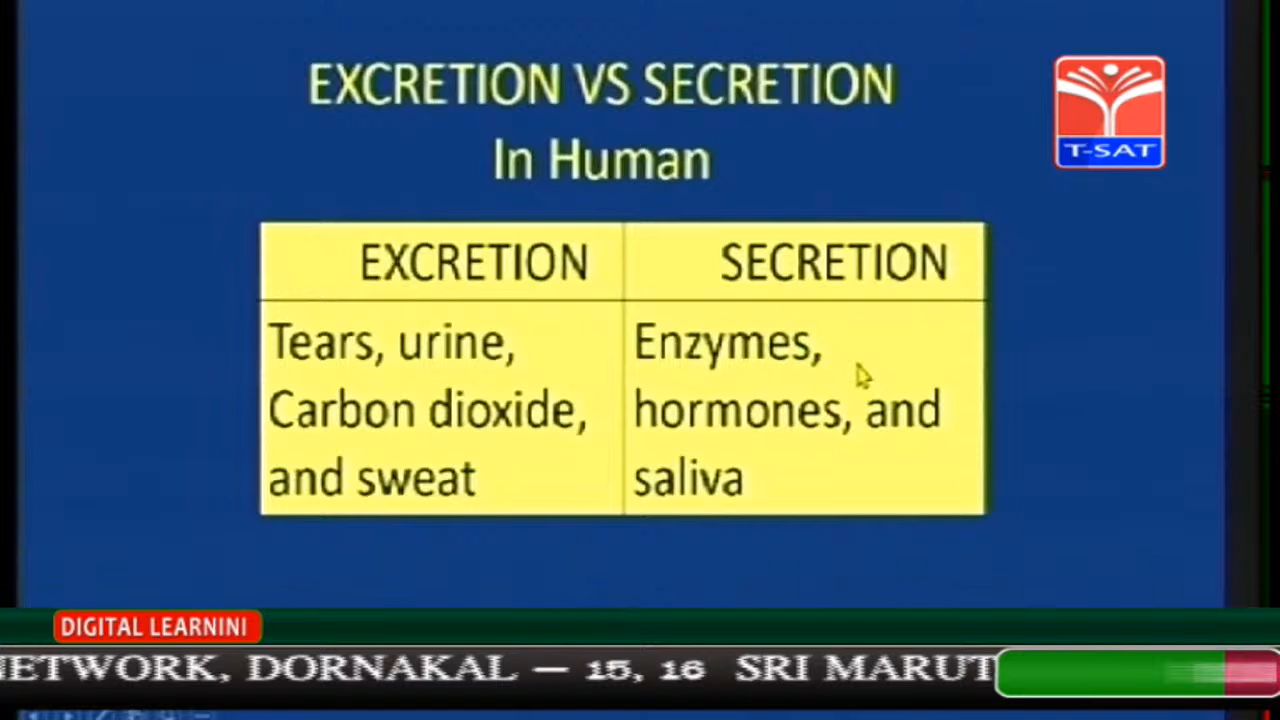 EXCRETION VS SECRETION
In Human
T-SAT
EXCRETION
SECRETION
Tears, urine,
Carbon dioxide,
and sweat
Enzymes,
hormones, and
saliva
DIGITAL LEARNINI
NETWORK, DORNAKAL – 15, 16 SRI MARUT